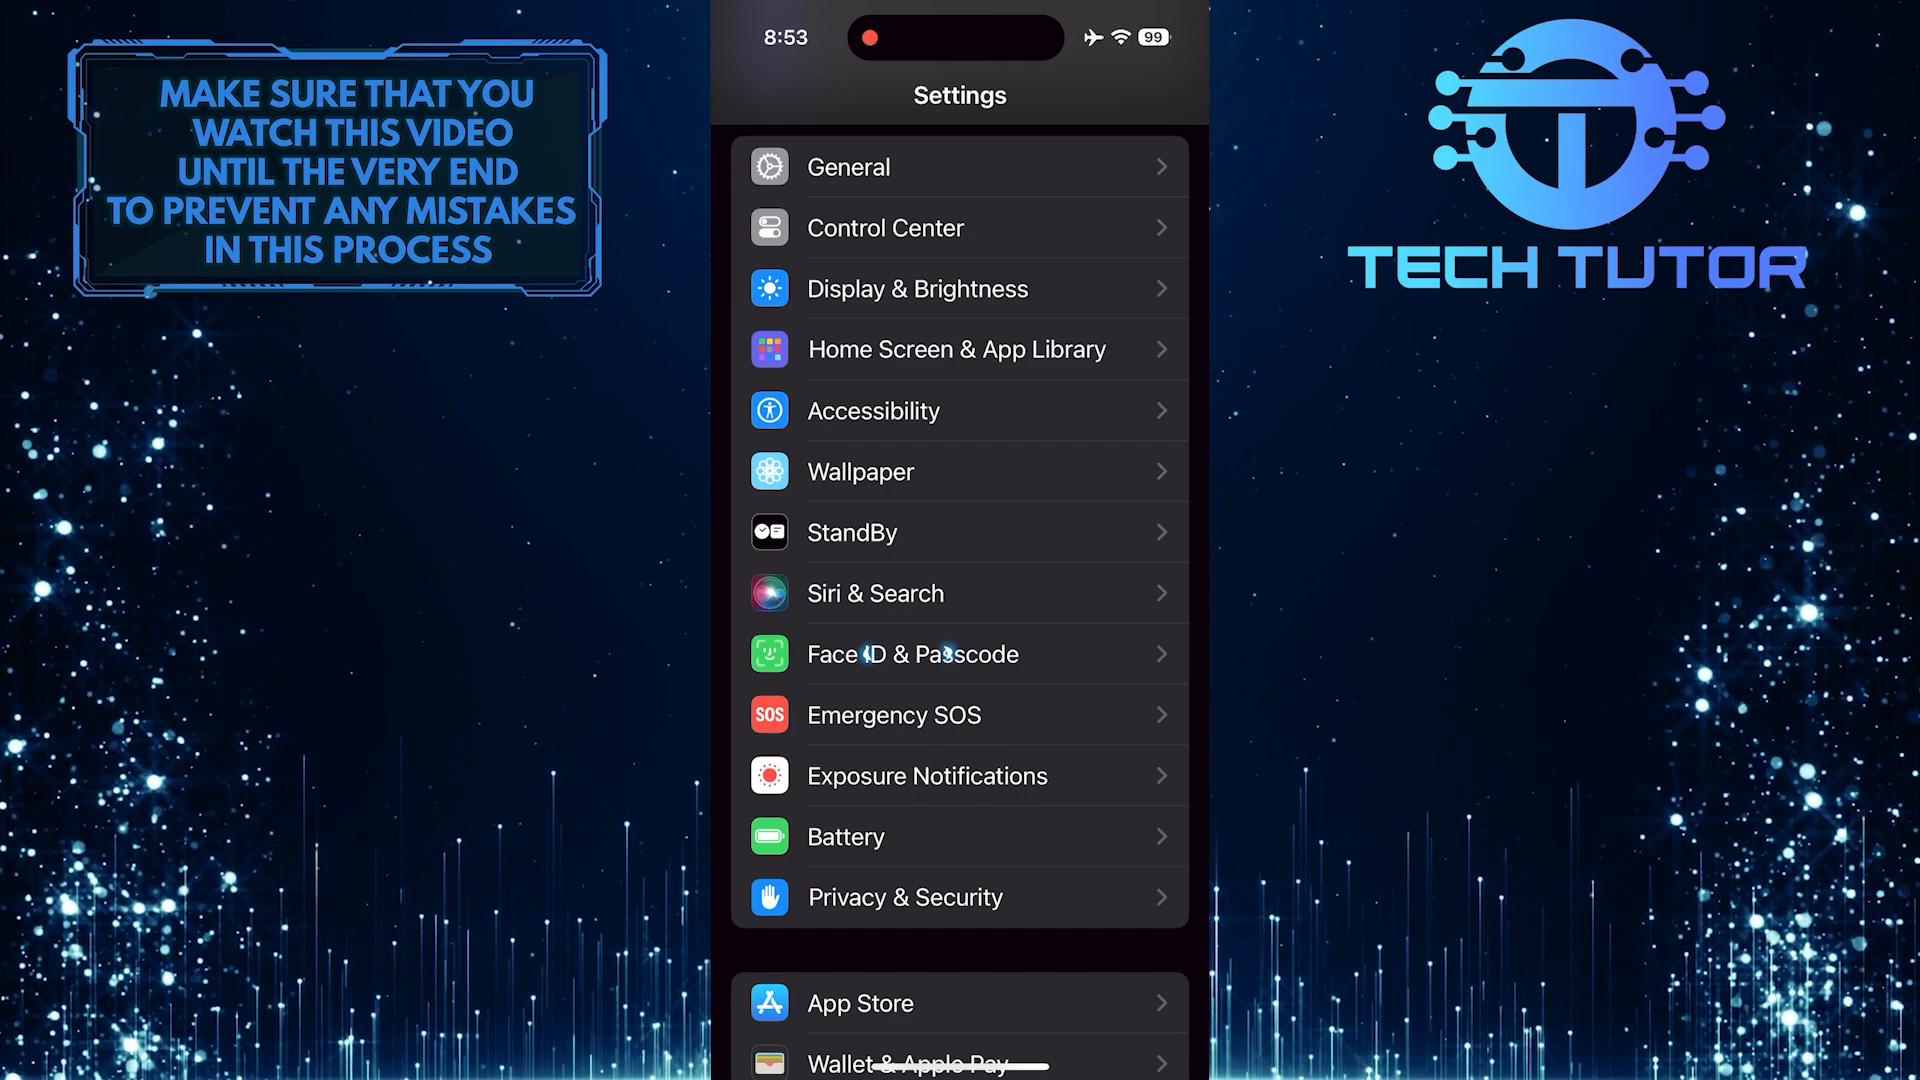 MAKE SURE THAT YOU
WATCH THIS VIDEO
UNTIL THE VERY END
TO PREVENT ANY MISTAKES
IN THIS PROCESS
8:53
99
Settings
General
Control Center
Display & Brightness
Home Screen & App Library
Accessibility
Wallpaper
StandBy
Siri & Search
Face ID & Passcode
SOS Emergency SOS
Exposure Notifications
Battery
Privacy & Security
App Store
Wallet & Apple Pay
TECH TUTOR